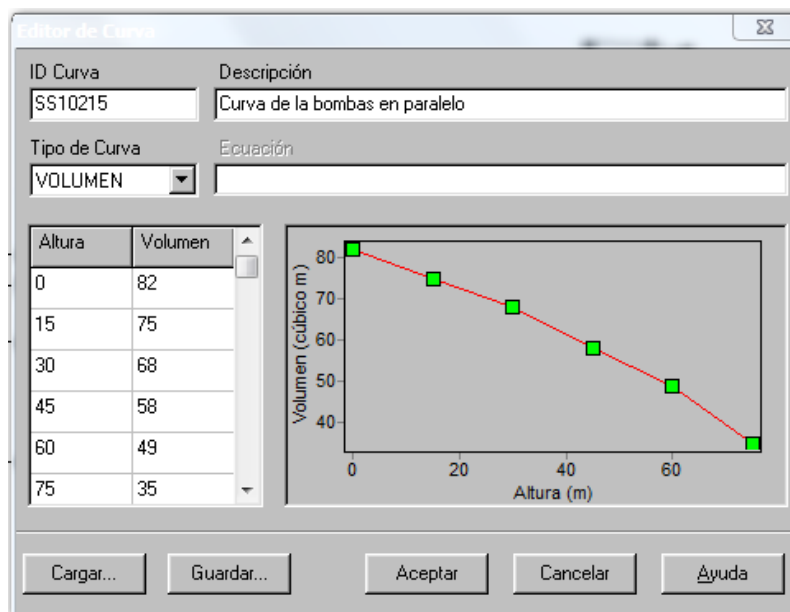 Editor de Curva
ID Curva Descripción
SS10215 Curva de la bombas en paralelo
Tipo de Curva Ecuación
VOLUMEN
Altura Volumen
0 82
15 75
30 68
45 58
60 49
75 35
Volumen (cúbico m)
80
70
60
50
40
0 20 40 60
Altura (m)
Cargar... Guardar... Aceptar Cancelar Ayuda